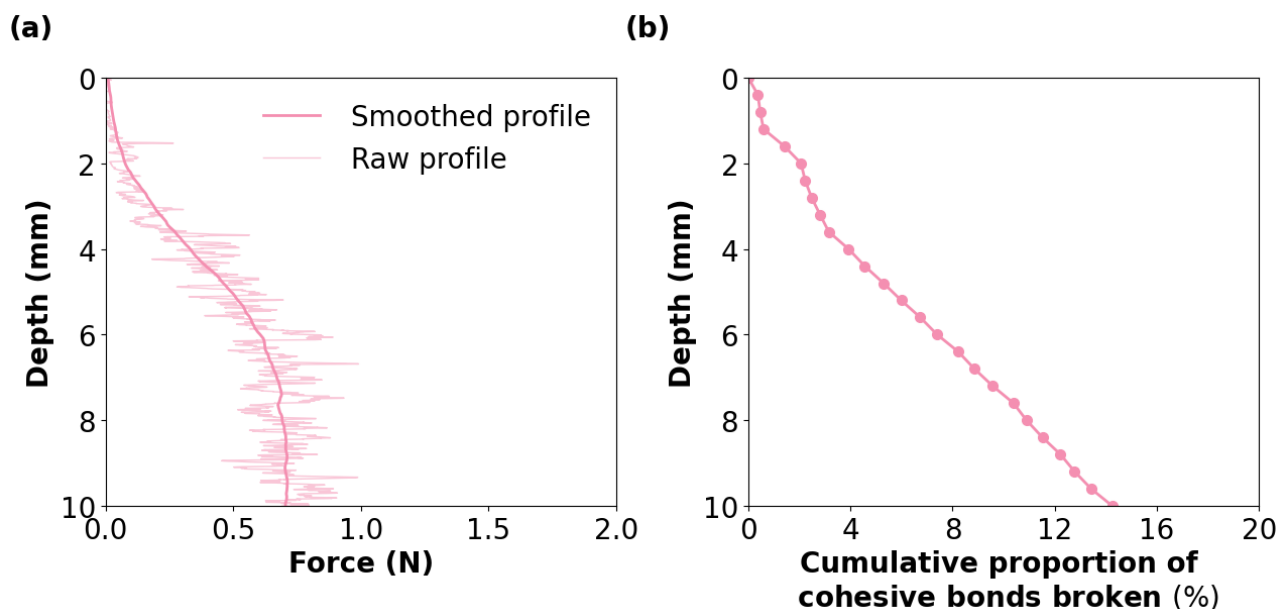 (a)
0
2
4
6
8
10
Depth (mm)
Smoothed profile
Raw profile
0.0 0.5 1.0 1.5 2.0
Force (N)
(b)
0
2
4
6
8
10
Depth (mm)
0 4 8 12 16 20
Cumulative proportion of
cohesive bonds broken (%)